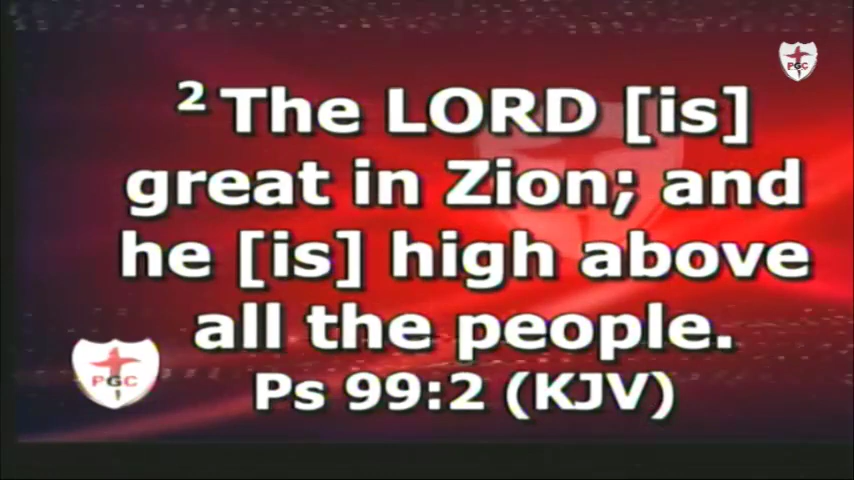 PGC
2 The LORD [is]
great in Zion; and
he [is] high above
all the people.
PGC
Ps 99:2 (KJV)